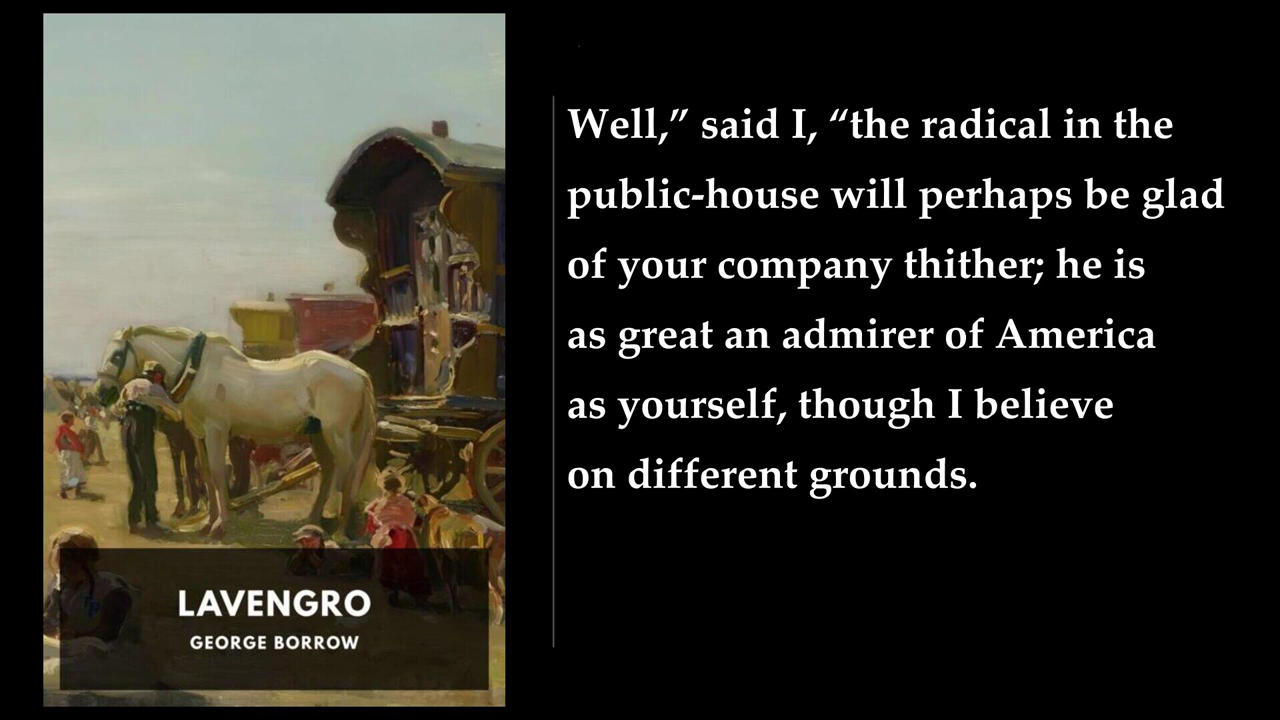 Well,” said I, “the radical in the
public-house will perhaps be glad
of your company thither; he is
as great an admirer of America
as yourself, though I believe
on different grounds.
LAVENGRO
GEORGE BORROW